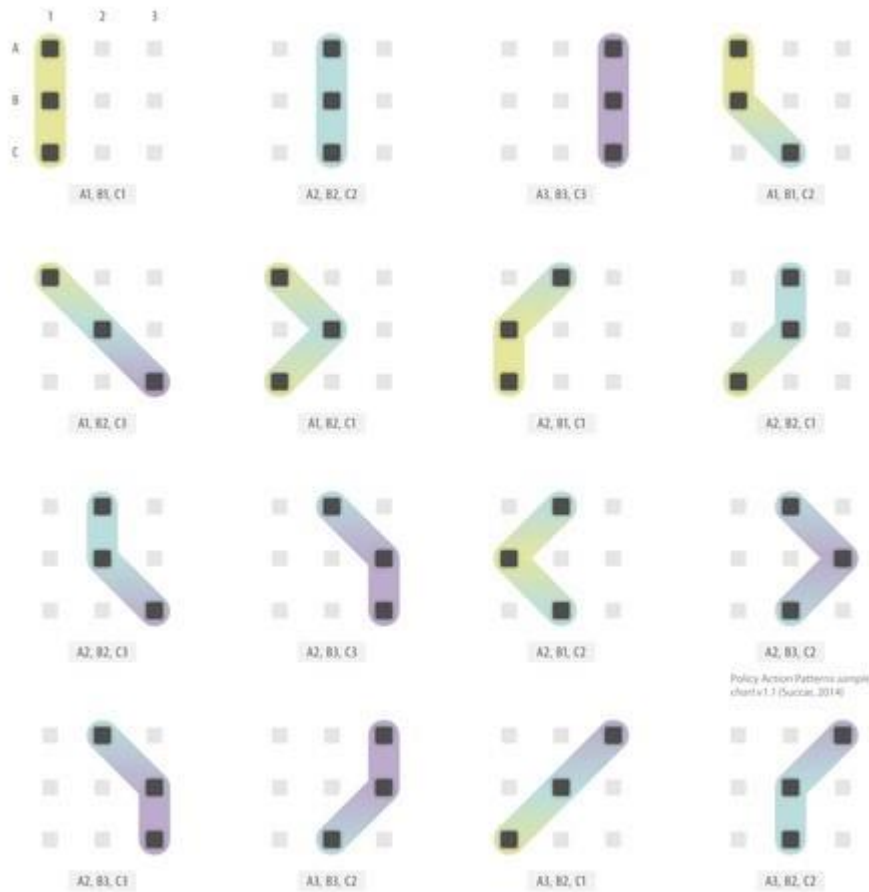 1 2 3
A
B
C
A1, B1, C1
A2, B2, C2
A3, B3, C3
A1, B1, C2
A1, B2, C3
A1, B2, C1
A2, B1, C1
A2, B2, C1
A2, B2, C3
A2, B3, C3
A2, B1, C2
A2, B3, C2
Policy Action Patterns sample
chart v1.1 (Succar, 2014)
A2, B3, C3
A3, B3, C2
A3, B2, C1
A3, B2, C2